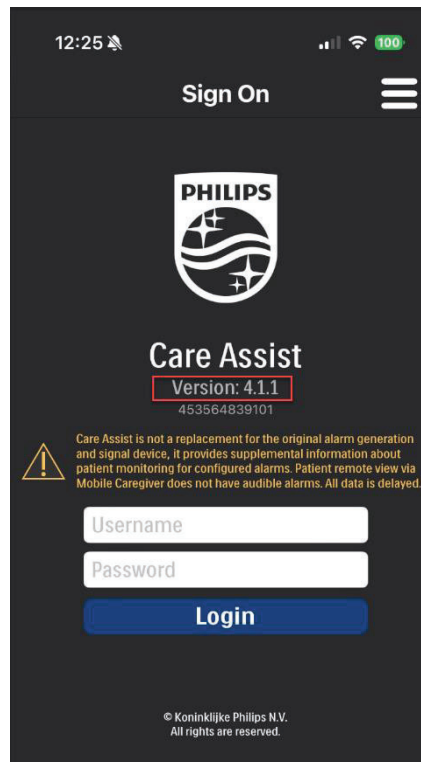 12:25
100
Sign On
PHILIPS
Care Assist
Version: 4.1.1
453564839101
Care Assist is not a replacement for the original alarm generation
and signal device, it provides supplemental information about
patient monitoring for configured alarms. Patient remote view via
Mobile Caregiver does not have audible alarms. All data is delayed.
Username
Password
Login
© Koninklijke Philips N.V.
All rights are reserved.